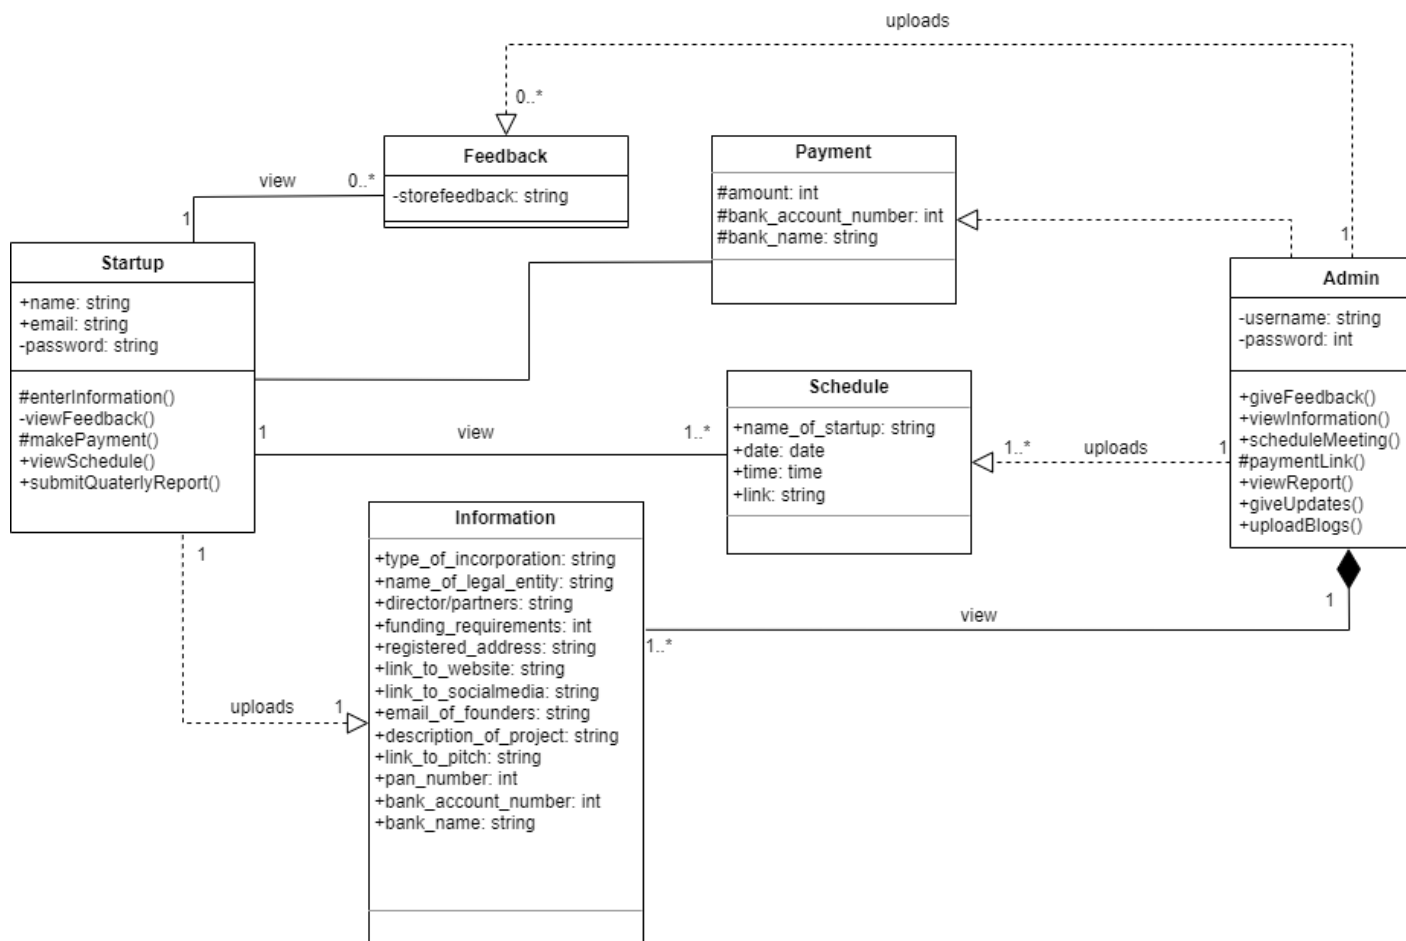 uploads
0..*
Feedback
-storefeedback: string
view
0..*
1
Payment
#amount: int
#bank_account_number: int
#bank_name: string
1
Startup
+name: string
+email: string
-password: string
#enterInformation()
-viewFeedback()
#makePayment()
+viewSchedule()
+submitQuaterlyReport()
Admin
-username: string
-password: int
+giveFeedback()
+viewInformation()
+scheduleMeeting()
#paymentLink()
+viewReport()
+giveUpdates()
+uploadBlogs()
Schedule
+name_of_startup: string
+date: date
+time: time
+link: string
1
view
1..*
1..*
uploads
1
Information
+type_of_incorporation: string
+name_of_legal_entity: string
+director/partners: string
+funding_requirements: int
+registered_address: string
+link_to_website: string
+link_to_socialmedia: string
+email_of_founders: string
+description_of_project: string
+link_to_pitch: string
+pan_number: int
+bank_account_number: int
+bank_name: string
1
uploads
1
1..*
view
1